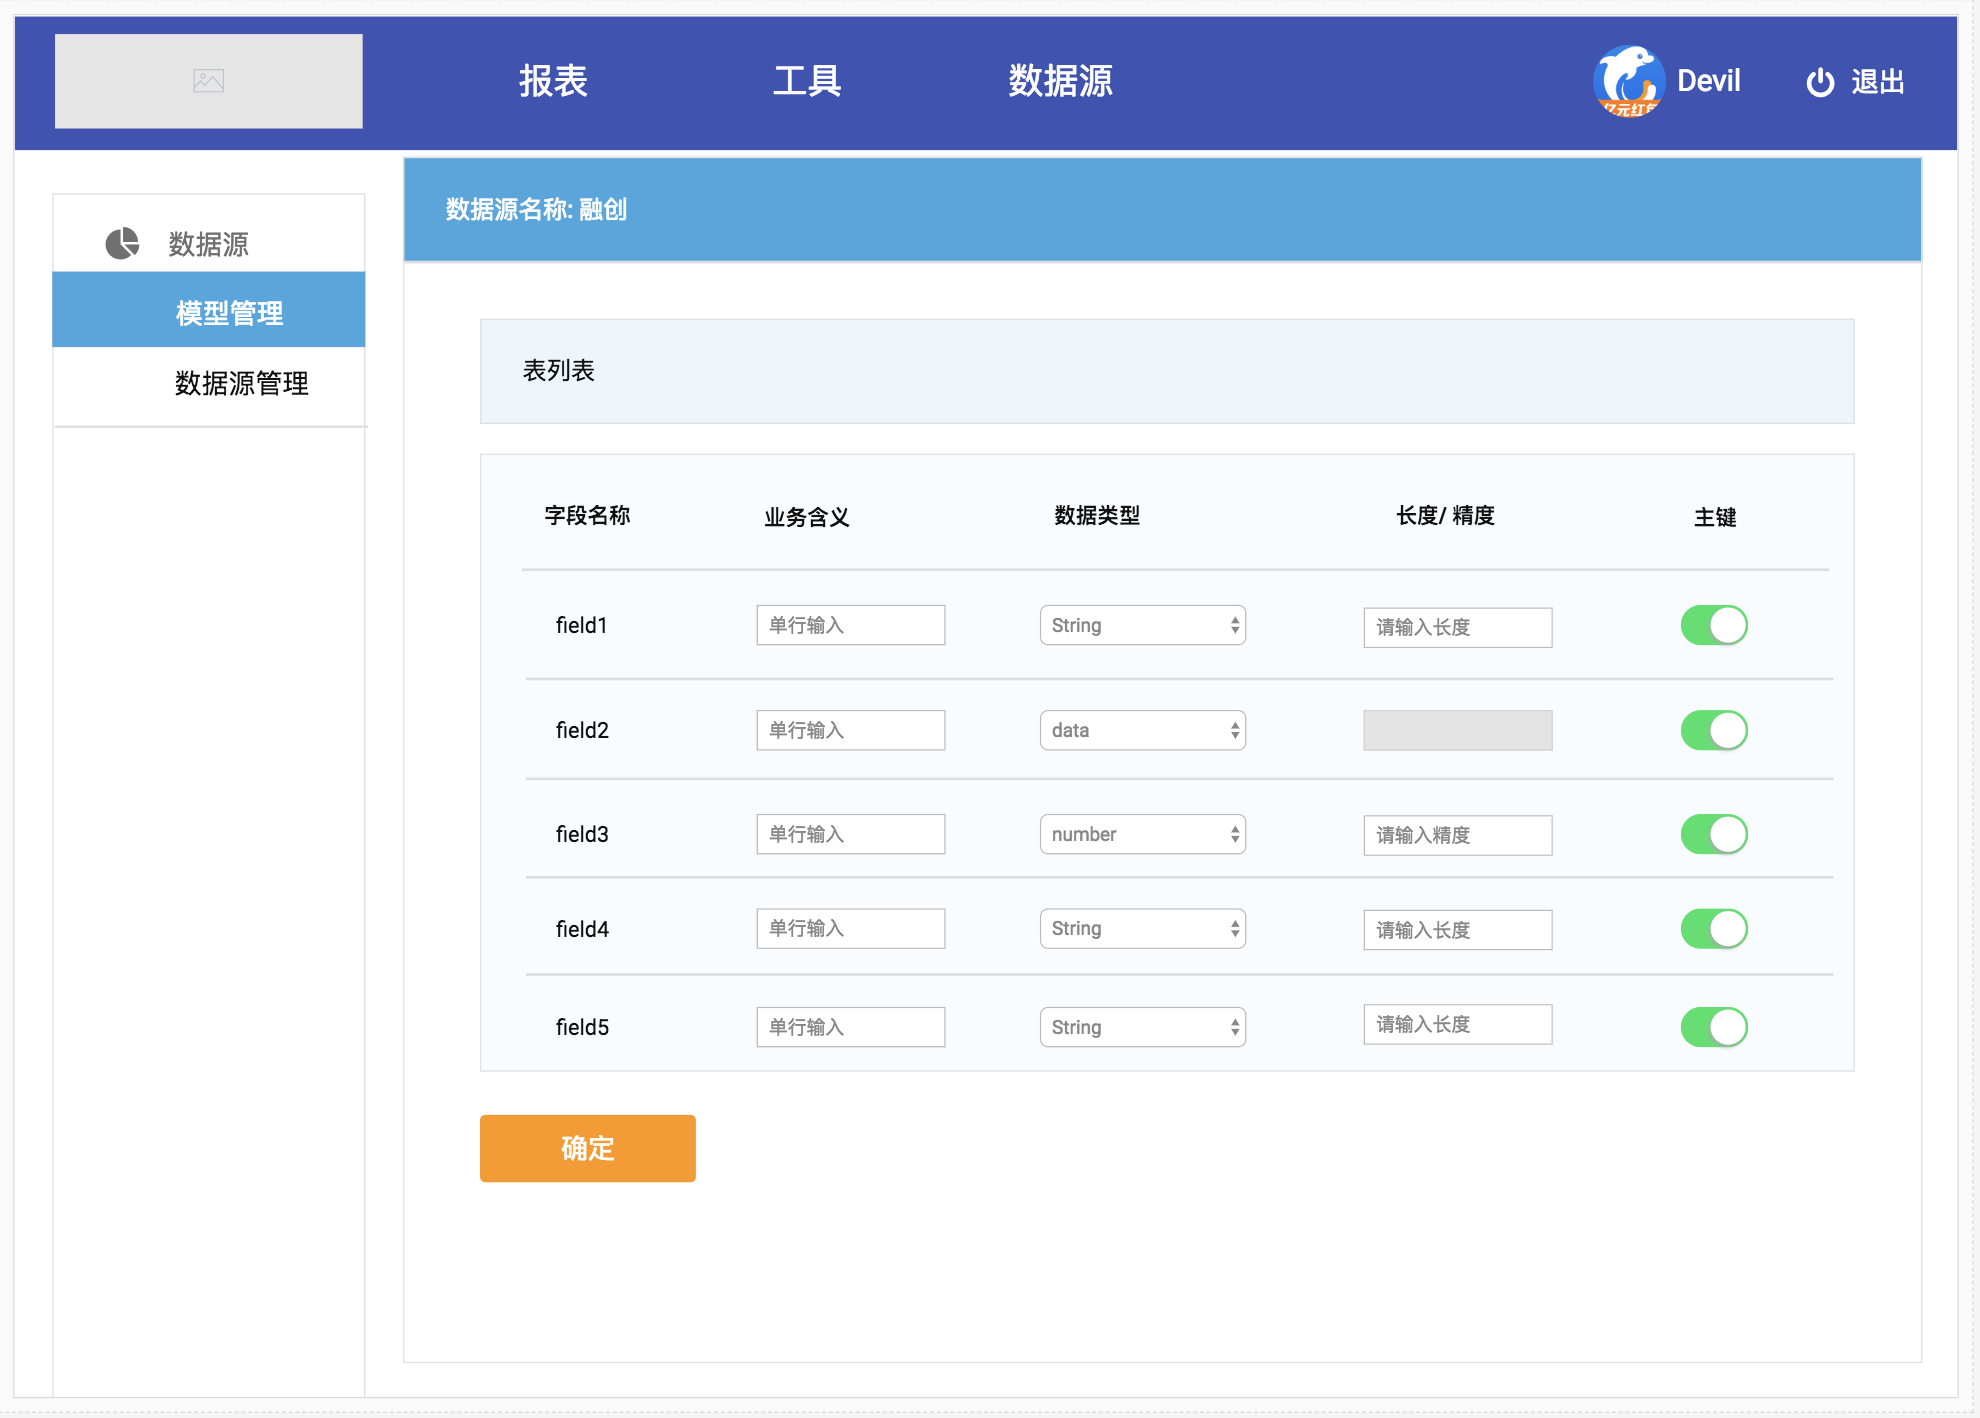 报表 工具 数据源 亿元红包 Devil 退出
数据源名称: 融创
数据源
模型管理
数据源管理
表列表
字段名称 业务含义 数据类型 长度/ 精度 主键
field1 单行输入 String 请输入长度
field2 单行输入 data
field3 单行输入 number 请输入精度
field4 单行输入 String 请输入长度
field5 单行输入 String 请输入长度
确定